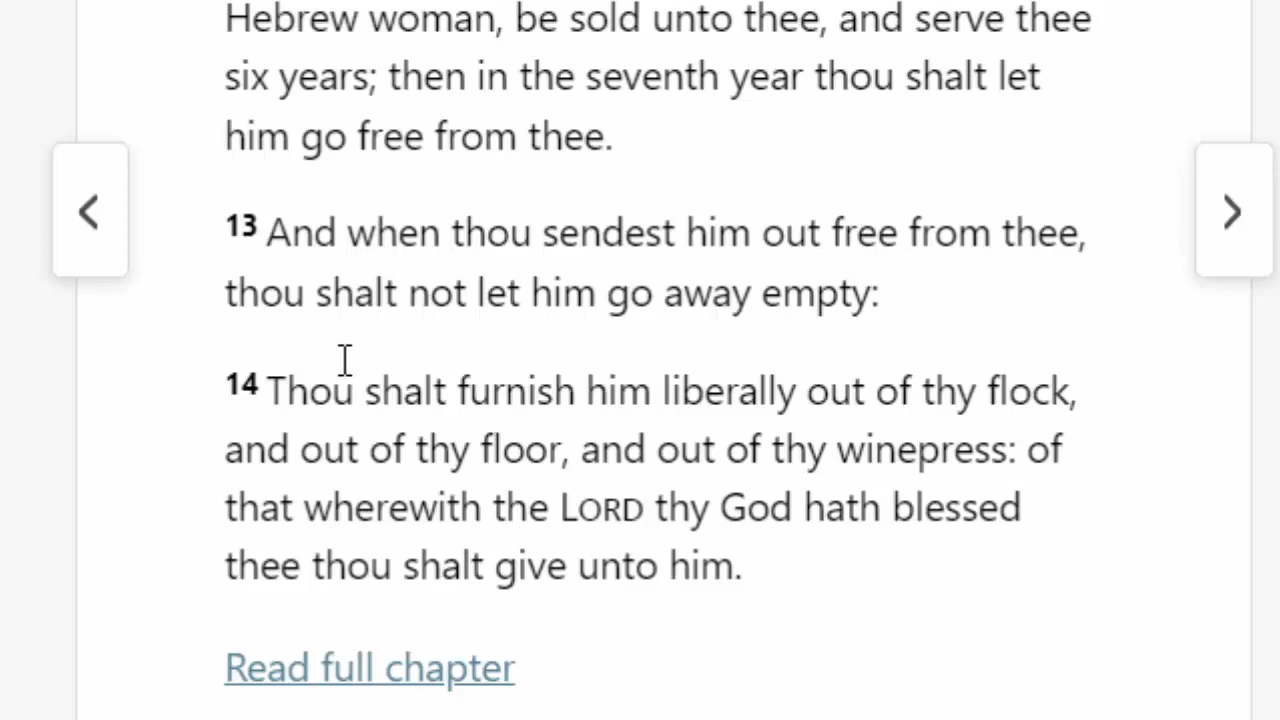 Hebrew woman, be sold unto thee, and serve thee
six years; then in the seventh year thou shalt let
him go free from thee.
13 And when thou sendest him out free from thee,
thou shalt not let him go away empty:
14 Thou shalt furnish him liberally out of thy flock,
and out of thy floor, and out of thy winepress: of
that wherewith the LORD thy God hath blessed
thee thou shalt give unto him.
Read full chapter